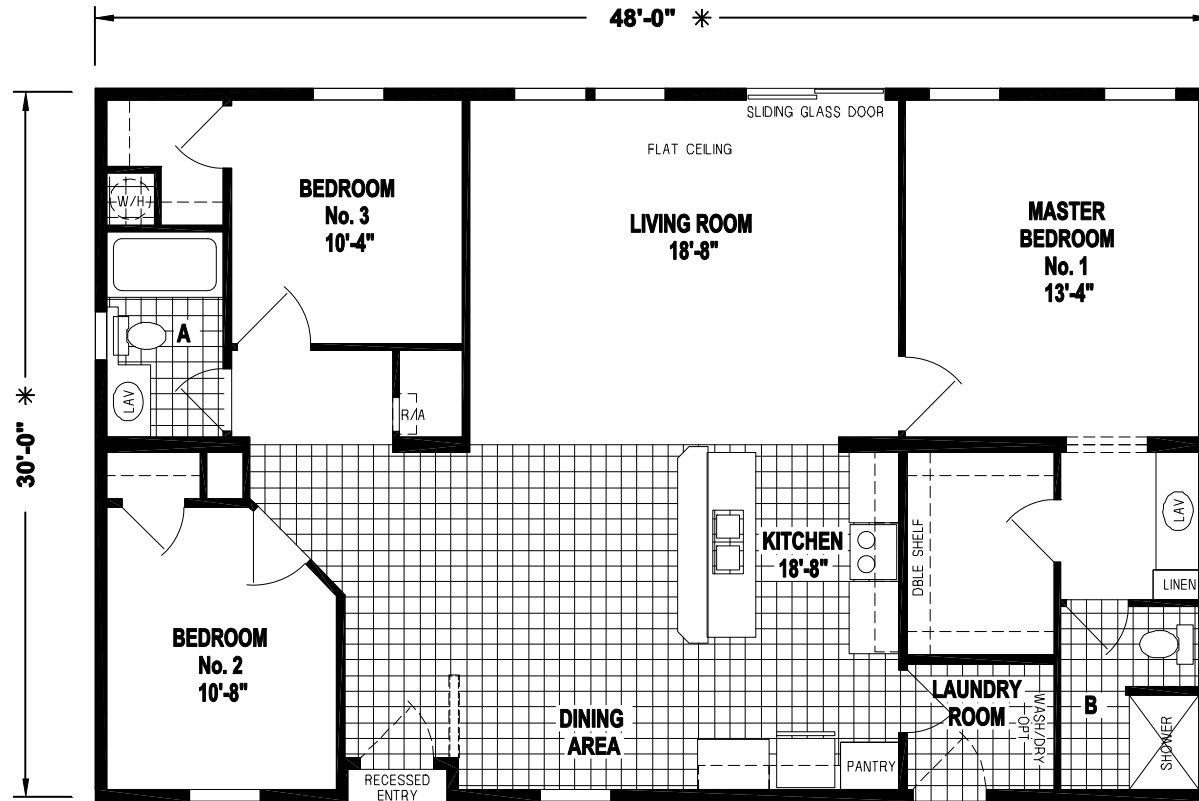 48'-0" *
SLIDING GLASS DOOR
FLAT CEILING
W/H
BEDROOM
No. 3
10'-4"
LIVING ROOM
18'-8"
MASTER
BEDROOM
No. 1
13'-4"
A
LAV
R/A
30'-0" *
KITCHEN
18'-8"
DBLE SHELF
LAV
LINEN
BEDROOM
No. 2
10'-8"
DINING
AREA
LAUNDRY
ROOM
WASH/DRY
OPT
B
SHOWER
PANTRY
RECESSED
ENTRY